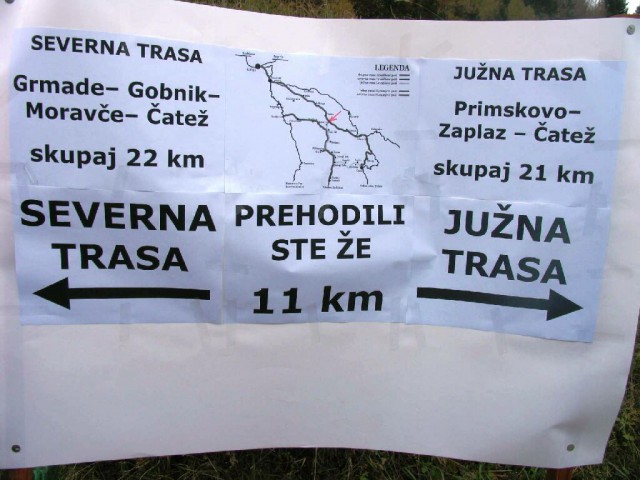 SEVERNA TRASA
Grmade– Gobnik–
Moravče– Čatež
skupaj 22 km
LEGENDA
JUŽNA TRASA
Primskovo–
Zaplaz – Čatež
skupaj 21 km
SEVERNA
TRASA
PREHODILI
STE ŽE
11 km
JUŽNA
TRASA